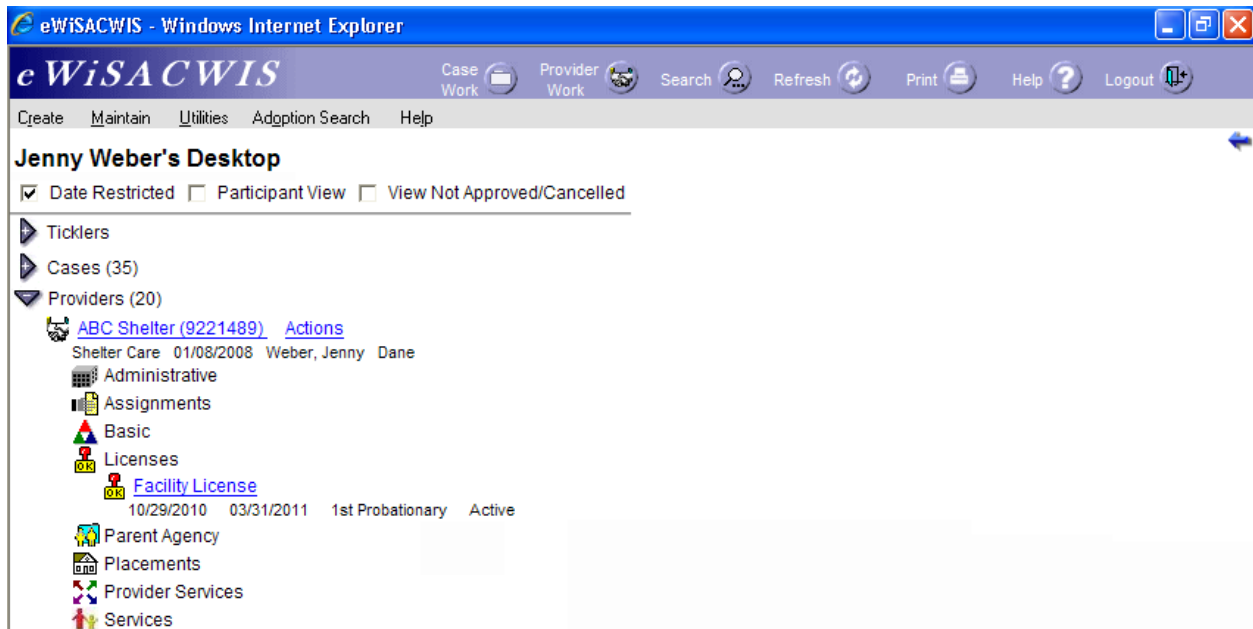 eWiSACWIS - Windows Internet Explorer
e WiSACWIS Case Work Provider Work Search Refresh Print Help Logout
Create Maintain Utilities Adoption Search Help
Jenny Weber's Desktop
Date Restricted Participant View View Not Approved/Cancelled
Ticklers
Cases (35)
Providers (20)
ABC Shelter (9221489) Actions
Shelter Care 01/08/2008 Weber, Jenny Dane
Administrative
Assignments
Basic
OK Licenses
OK Facility License
10/29/2010 03/31/2011 1st Probationary Active
Parent Agency
Placements
Provider Services
Services